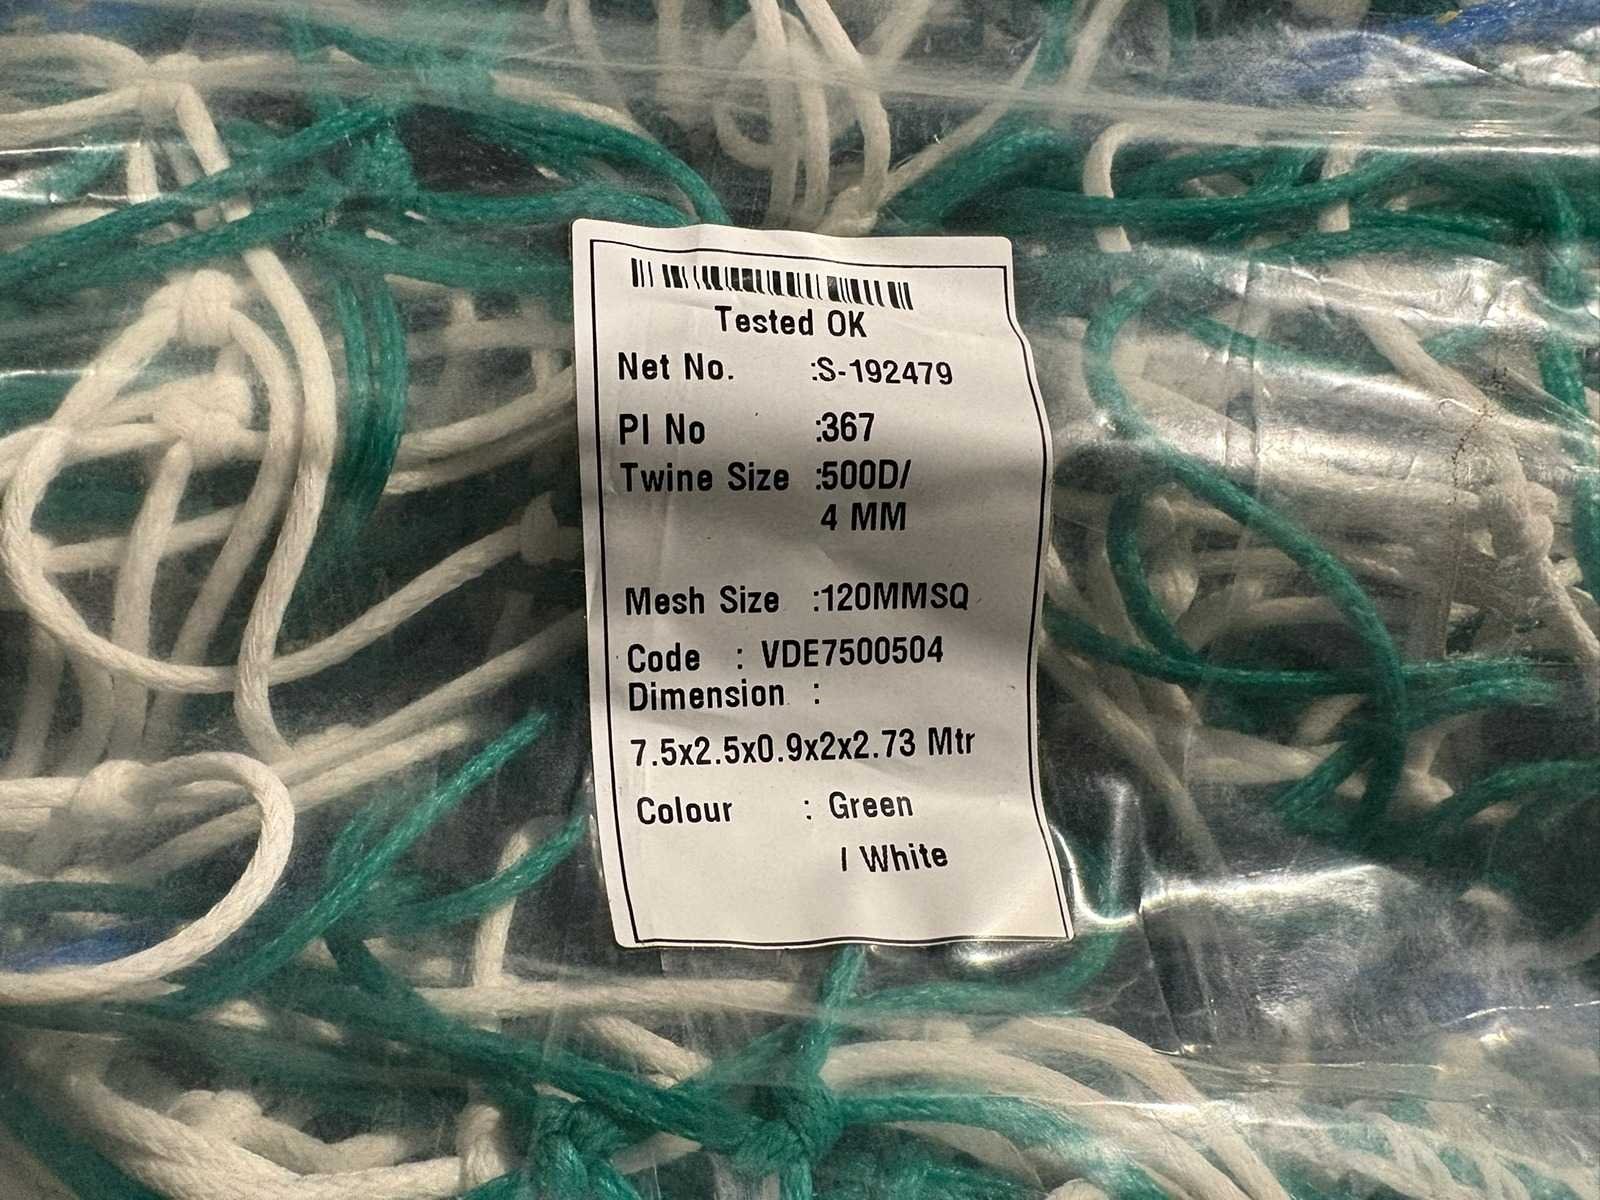 Tested OK
Net No. :S-192479
PI No :367
Twine Size :500D/
4 MM
Mesh Size :120MMSQ
Code : VDE7500504
Dimension :
7.5x2.5x0.9x2x2.73 Mtr
Colour : Green
/ White